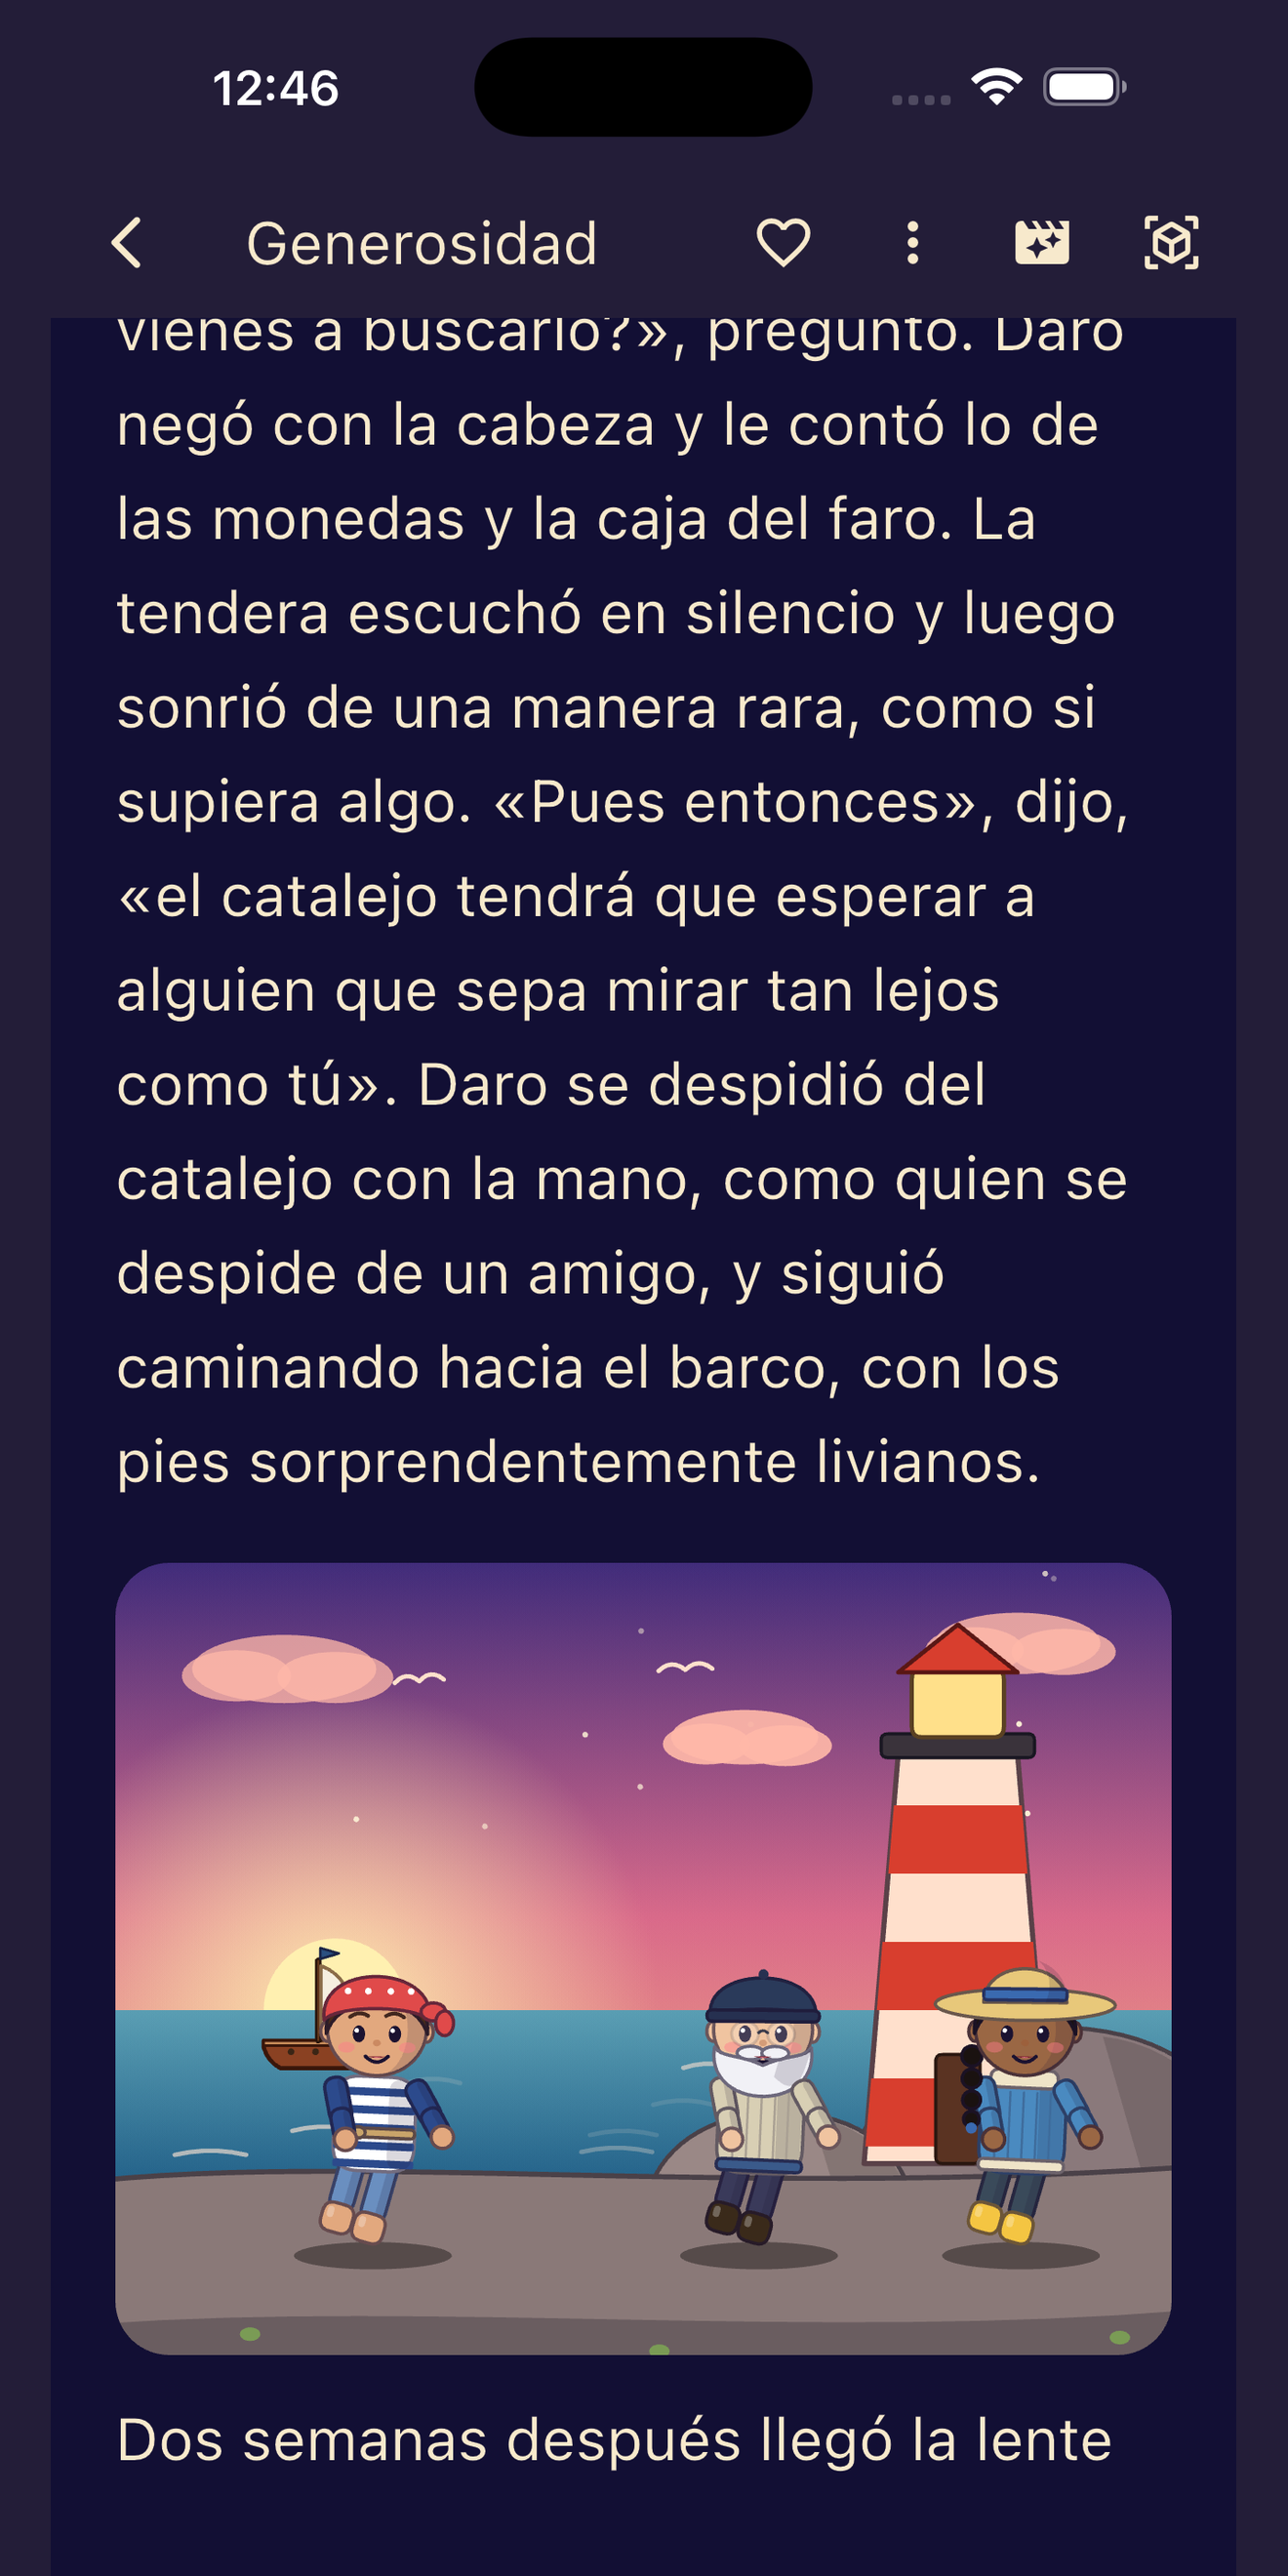 12:46
Generosidad
vienes a buscarlo?», preguntó. Daro
negó con la cabeza y le contó lo de
las monedas y la caja del faro. La
tendera escuchó en silencio y luego
sonrió de una manera rara, como si
supiera algo. «Pues entonces», dijo,
«el catalejo tendrá que esperar a
alguien que sepa mirar tan lejos
como tú». Daro se despidió del
catalejo con la mano, como quien se
despide de un amigo, y siguió
caminando hacia el barco, con los
pies sorprendentemente livianos.
Dos semanas después llegó la lente